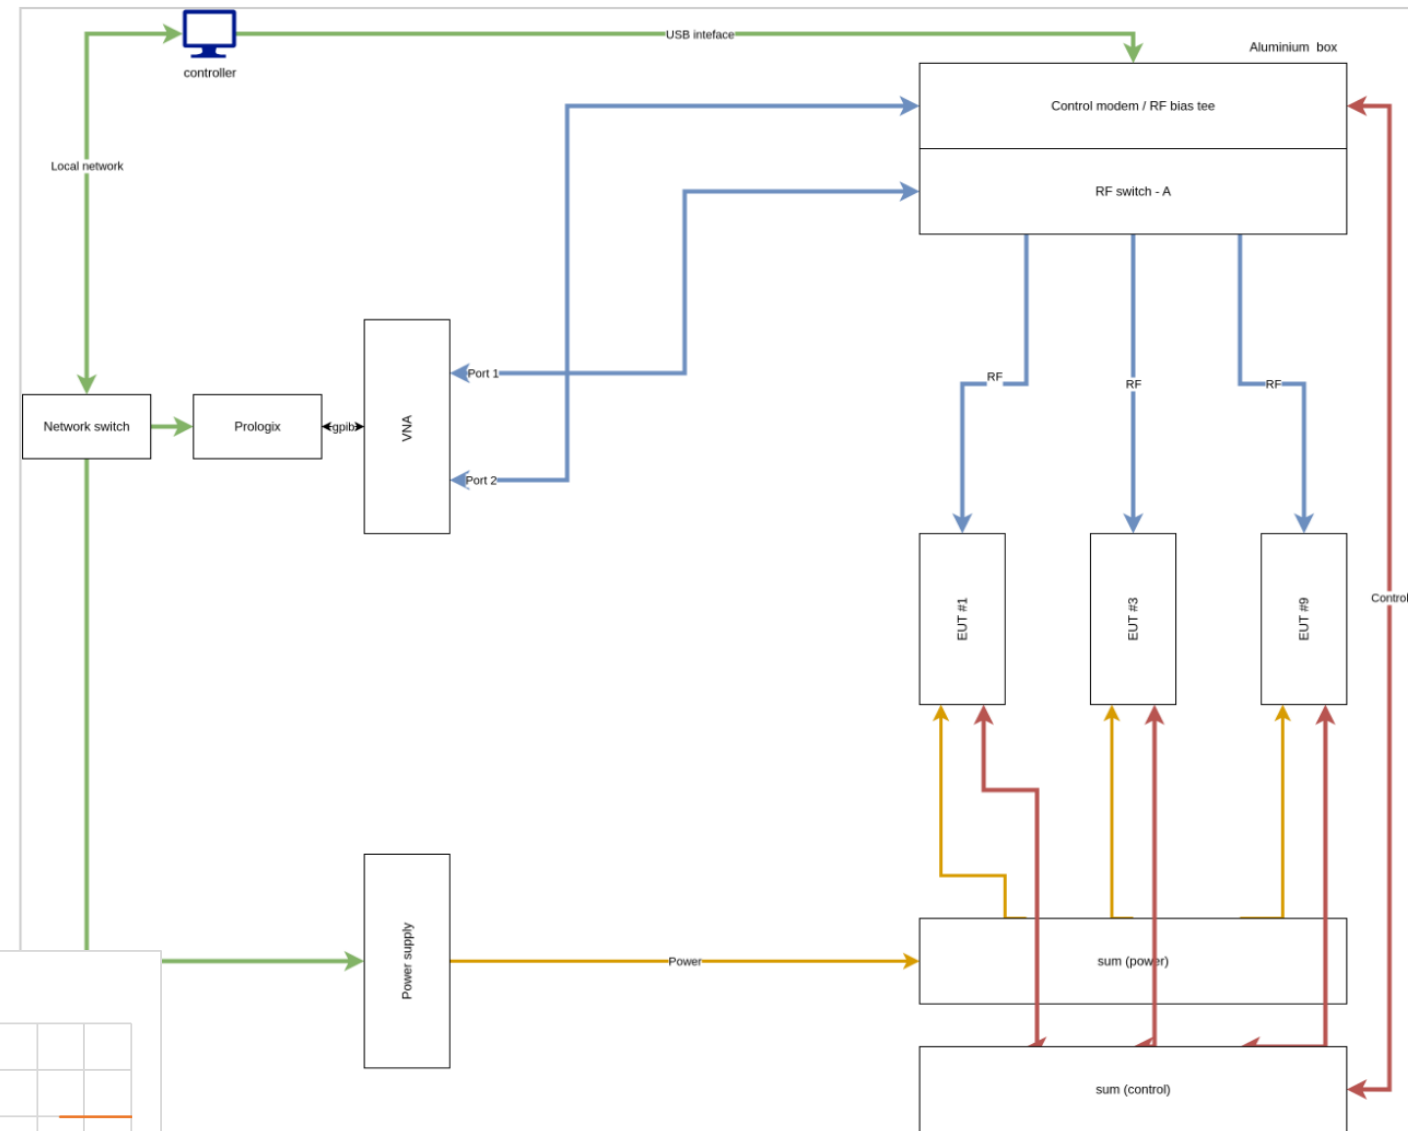 USB inteface
Aluminium box
controller
Control modem / RF bias tee
Local network
RF switch - A
Port 1
RF
RF
RF
Network switch
Prologix
gpib
VNA
Port 2
EUT #1
EUT #3
EUT #9
Control
Power supply
Power
sum (power)
sum (control)